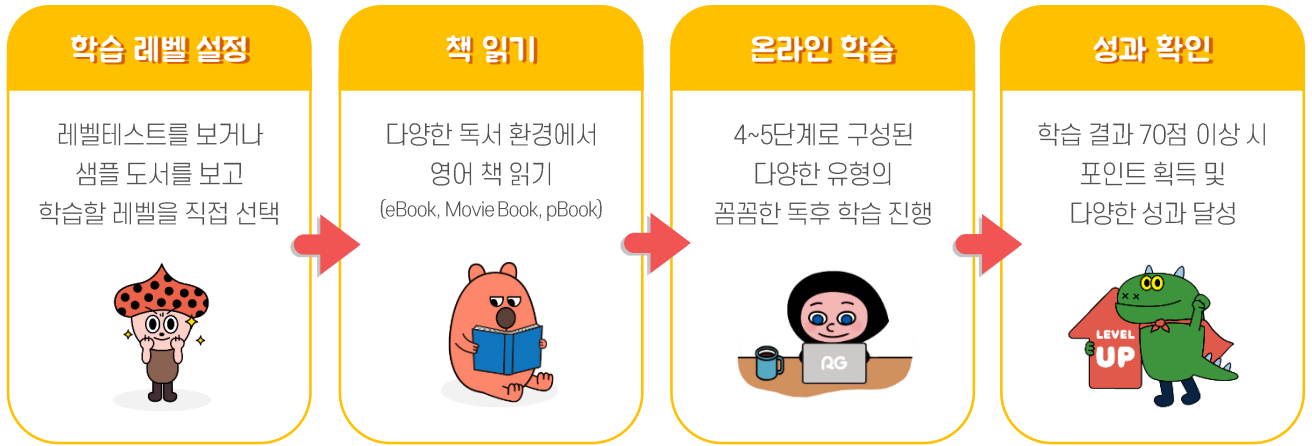 학습 레벨 설정
레벨테스트를 보거나
샘플 도서를 보고
학습할 레벨을 직접 선택
책 읽기
다양한 독서 환경에서
영어 책 읽기
(eBook, Movie Book, pBook)
온라인 학습
4~5단계로 구성된
다양한 유형의
꼼꼼한 독후 학습 진행
RG
성과 확인
학습 결과 70점 이상 시
포인트 획득 및
다양한 성과 달성
LEVEL
UP